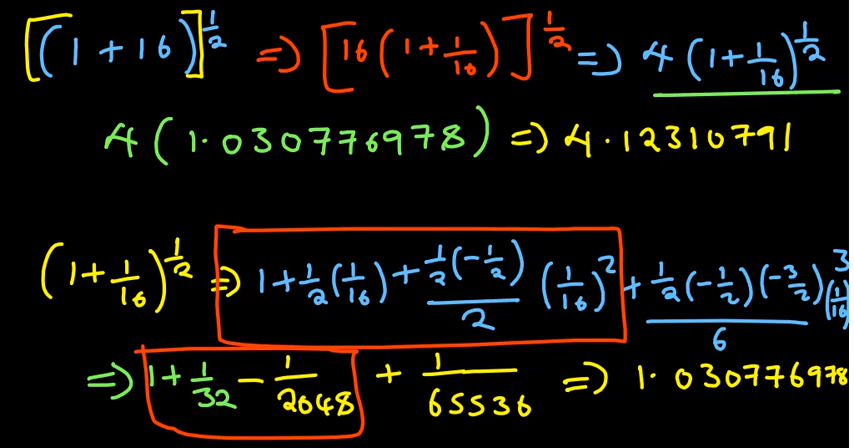 [(1 + 16)]^{1/2} => [16(1 + 1/16)]^{1/2} => 4(1 + 1/16)^{1/2}
4(1.030776978) => 4.12310791
(1 + 1/16)^{1/2} => 1 + 1/2(1/16) + 1/2(-1/2)/2 (1/16)^2 + 1/2(-1/2)(-3/2)/6 (1/16)^3
=> 1 + 1/32 - 1/2048 + 1/65536 => 1.030776978